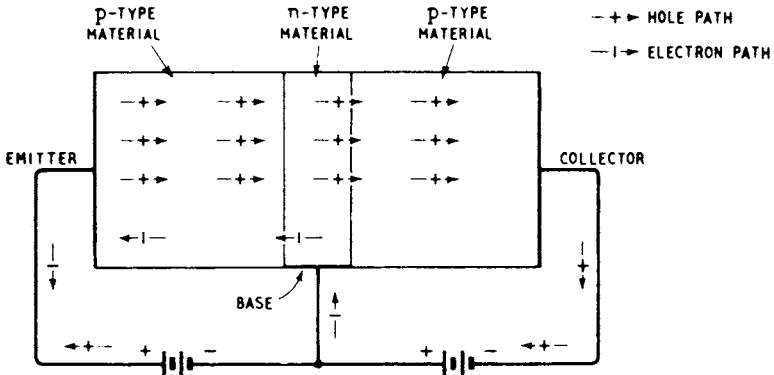 p-TYPE
MATERIAL
n-TYPE
MATERIAL
p-TYPE
MATERIAL
-+→ HOLE PATH
-|→ ELECTRON PATH
EMITTER
COLLECTOR
BASE
+ -
+ -